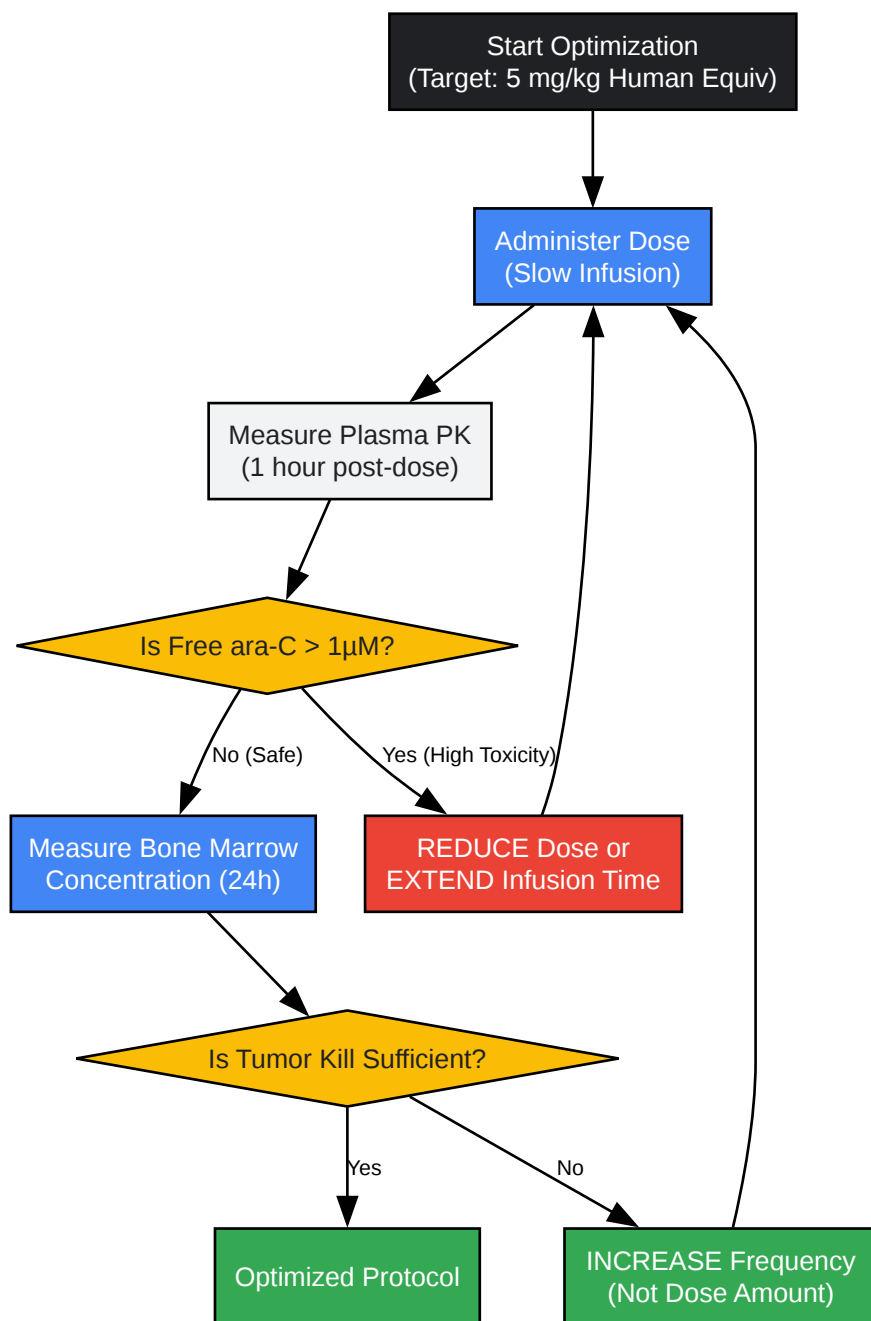 Start Optimization
(Target: 5 mg/kg Human Equiv)
Administer Dose
(Slow Infusion)
Measure Plasma PK
(1 hour post-dose)
Is Free ara-C > 1µM?
No (Safe)
Yes (High Toxicity)
Measure Bone Marrow
Concentration (24h)
REDUCE Dose or
EXTEND Infusion Time
Is Tumor Kill Sufficient?
Yes
No
Optimized Protocol
INCREASE Frequency
(Not Dose Amount)